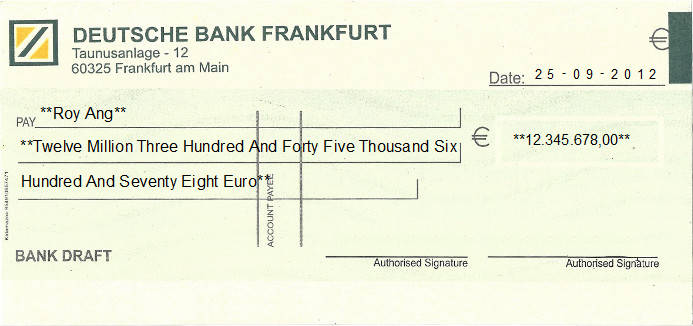 DEUTSCHE BANK FRANKFURT
Taunusanlage - 12
60325 Frankfurt am Main
€
Date: 25-09-2012
PAY **Roy Ang**
**Twelve Million Three Hundred And Forty Five Thousand Six € **12.345.678,00**
Hundred And Seventy Eight Euro**
ACCOUNT PAYEE
BANK DRAFT
Authorised Signature Authorised Signature